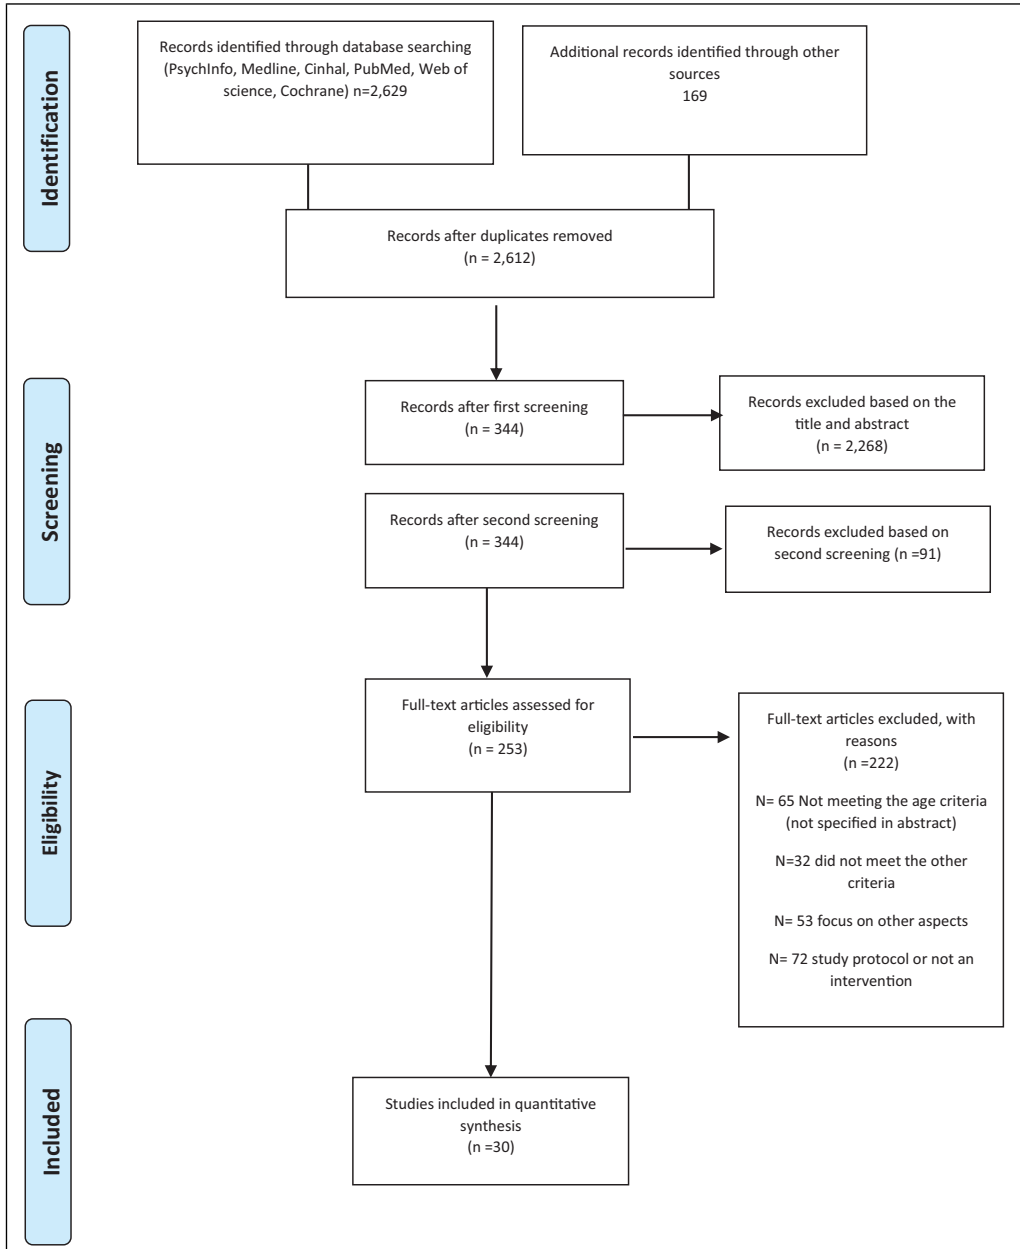 Identification
Records identified through database searching
(PsychInfo, Medline, Cinhal, PubMed, Web of
science, Cochrane) n=2,629
Additional records identified through other
sources
169
Records after duplicates removed
(n = 2,612)
Screening
Records after first screening
(n = 344)
Records excluded based on the
title and abstract
(n = 2,268)
Records after second screening
(n = 344)
Records excluded based on
second screening (n =91)
Eligibility
Full-text articles assessed for
eligibility
(n = 253)
Full-text articles excluded, with
reasons
(n =222)
N= 65 Not meeting the age criteria
(not specified in abstract)
N=32 did not meet the other
criteria
N= 53 focus on other aspects
N= 72 study protocol or not an
intervention
Included
Studies included in quantitative
synthesis
(n =30)